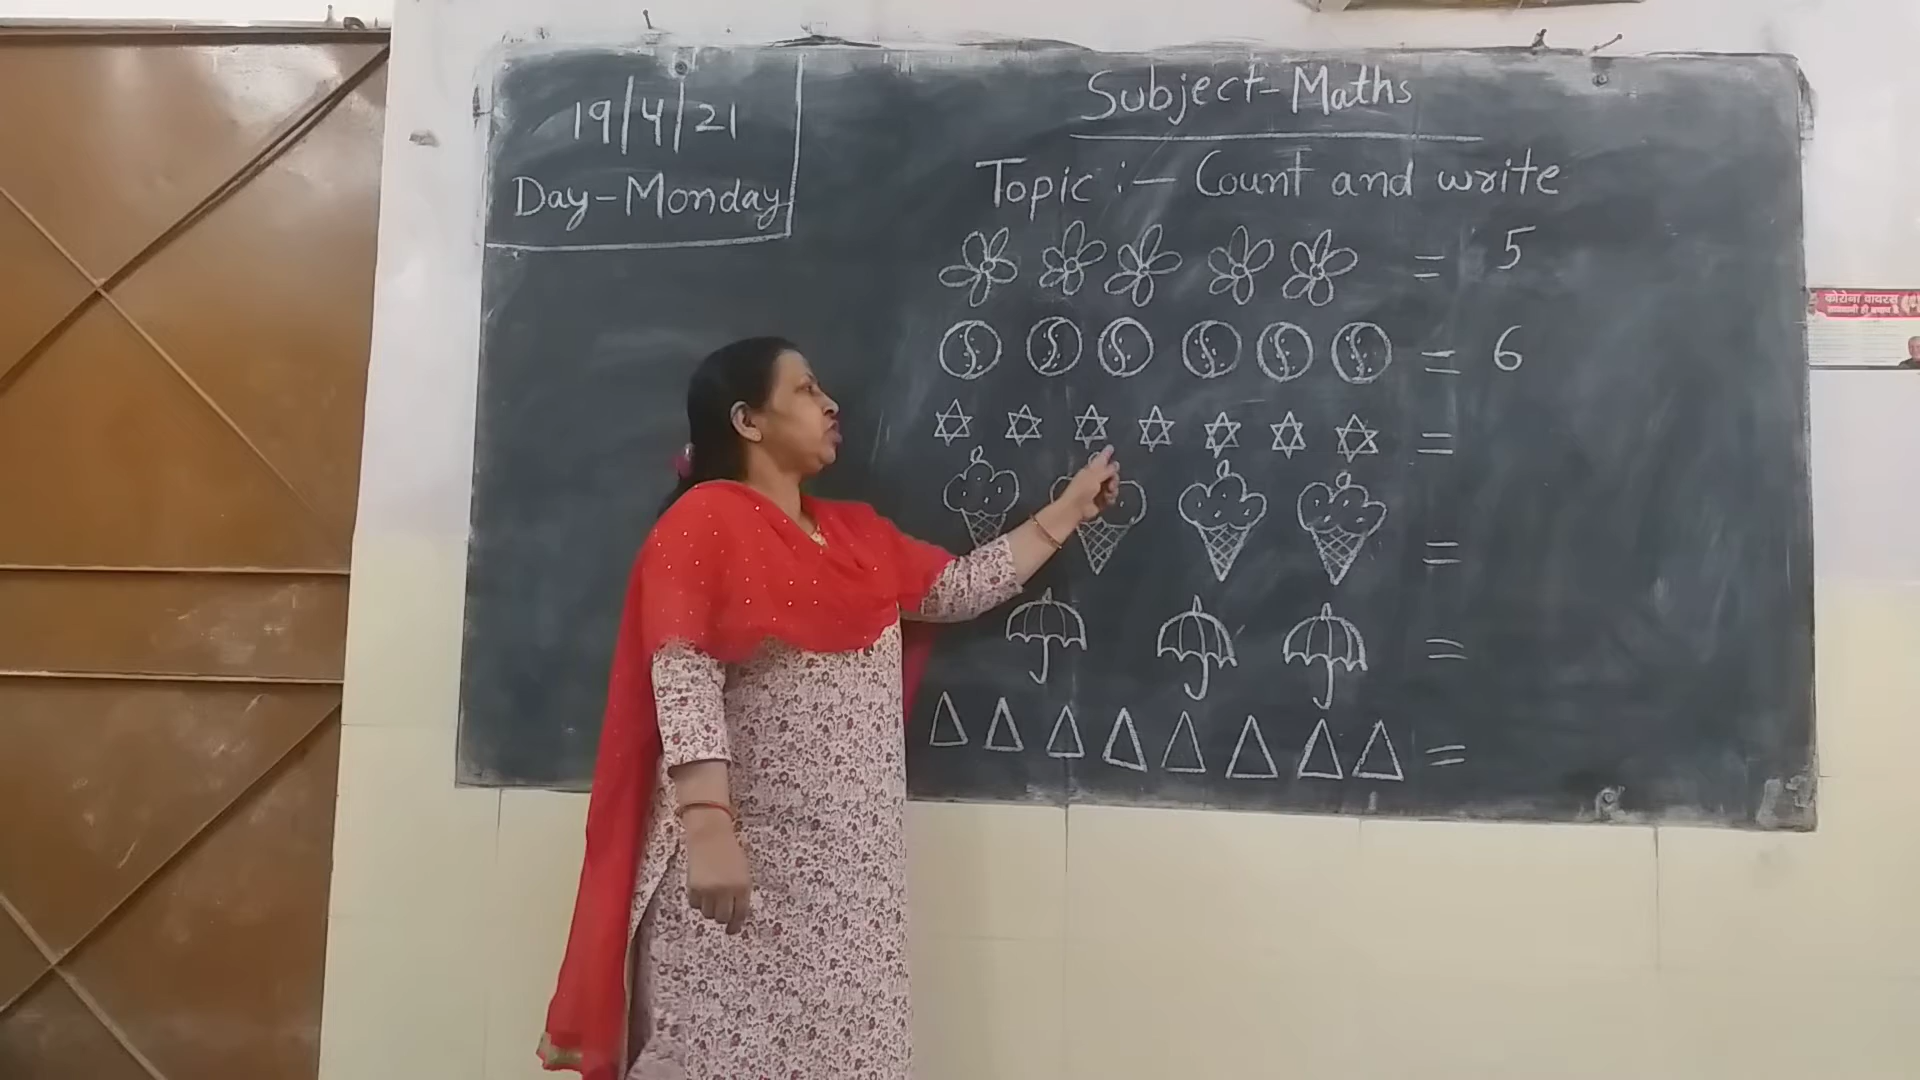 19/4/21
Day-Monday
Subject-Maths
Topic :- Count and write
= 5
= 6
=
=
=
=
कोरोना वायरस